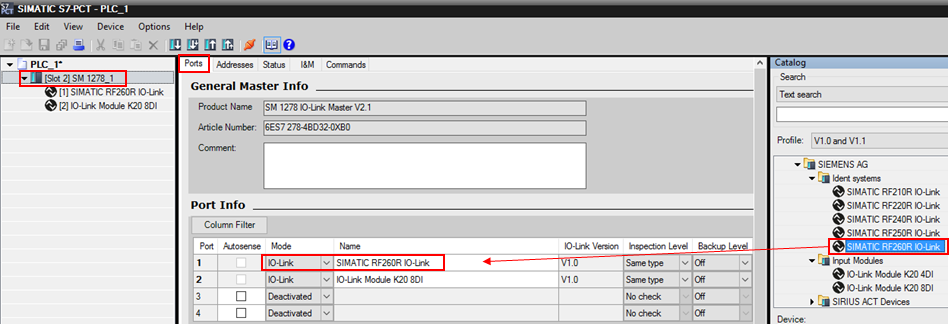 S7-PCT SIMATIC S7-PCT - PLC_1
File Edit View Device Options Help
PLC_1*
[Slot 2] SM 1278_1
[1] SIMATIC RF260R IO-Link
[2] IO-Link Module K20 8DI
Ports Addresses Status I&M Commands
General Master Info
Product Name SM 1278 IO-Link Master V2.1
Article Number: 6ES7 278-4BD32-0XB0
Comment:
Port Info
Column Filter
Port Autosense Mode Name IO-Link Version Inspection Level Backup Level
1 IO-Link SIMATIC RF260R IO-Link V1.0 Same type Off
2 IO-Link IO-Link Module K20 8DI V1.0 Same type Off
3 Deactivated No check Off
4 Deactivated No check Off
Catalog
Search
Text search
Profile: V1.0 and V1.1
SIEMENS AG
Ident systems
SIMATIC RF210R IO-Link
SIMATIC RF220R IO-Link
SIMATIC RF240R IO-Link
SIMATIC RF250R IO-Link
SIMATIC RF260R IO-Link
Input Modules
IO-Link Module K20 4DI
IO-Link Module K20 8DI
SIRIUS ACT Devices
Device: